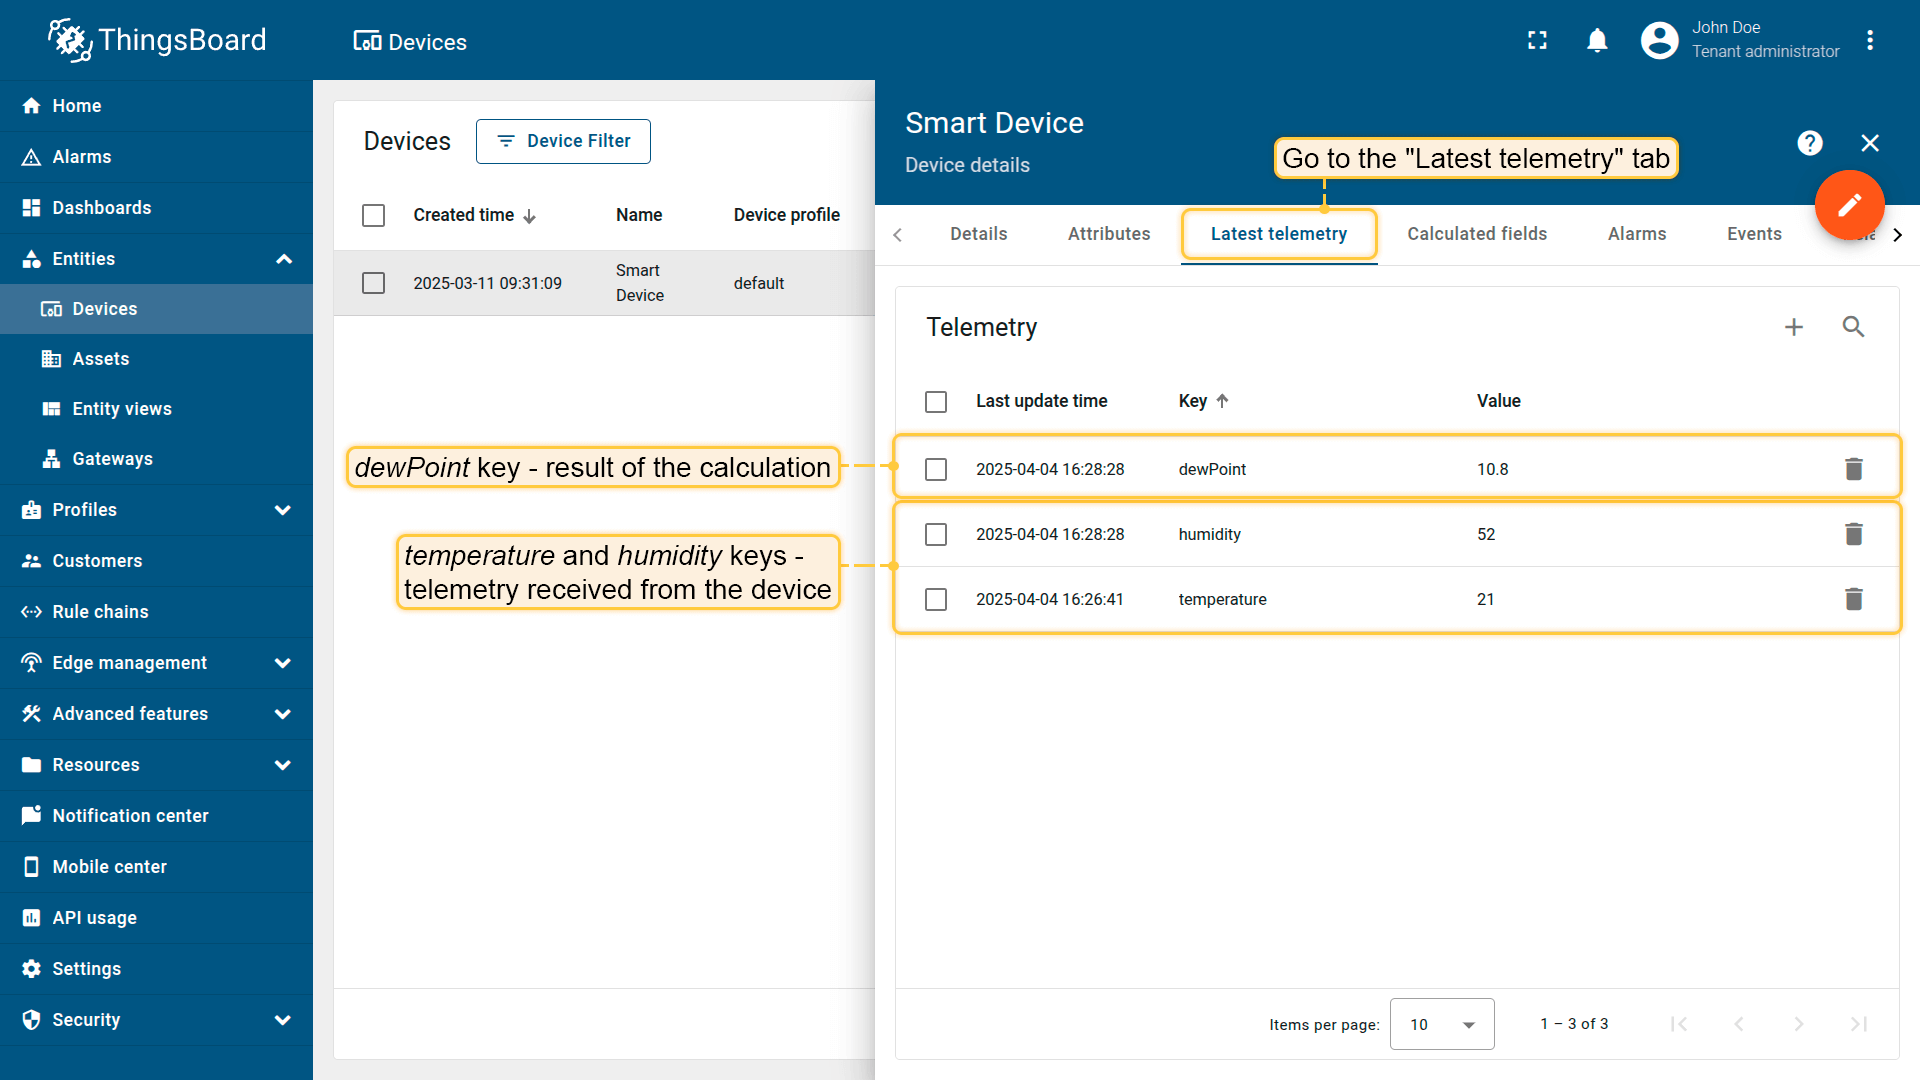 ThingsBoard
Devices
John Doe
Tenant administrator
Home
Alarms
Dashboards
Entities
Devices
Assets
Entity views
Gateways
Profiles
Customers
Rule chains
Edge management
Advanced features
Resources
Notification center
Mobile center
API usage
Settings
Security
Devices
Device Filter
Created time
Name
Device profile
2025-03-11 09:31:09
Smart
Device
default
dewPoint key - result of the calculation
temperature and humidity keys -
telemetry received from the device
Smart Device
Device details
Go to the "Latest telemetry" tab
Details
Attributes
Latest telemetry
Calculated fields
Alarms
Events
Telemetry
Last update time
Key
Value
2025-04-04 16:28:28
dewPoint
10.8
2025-04-04 16:28:28
humidity
52
2025-04-04 16:26:41
temperature
21
Items per page:
10
1 – 3 of 3